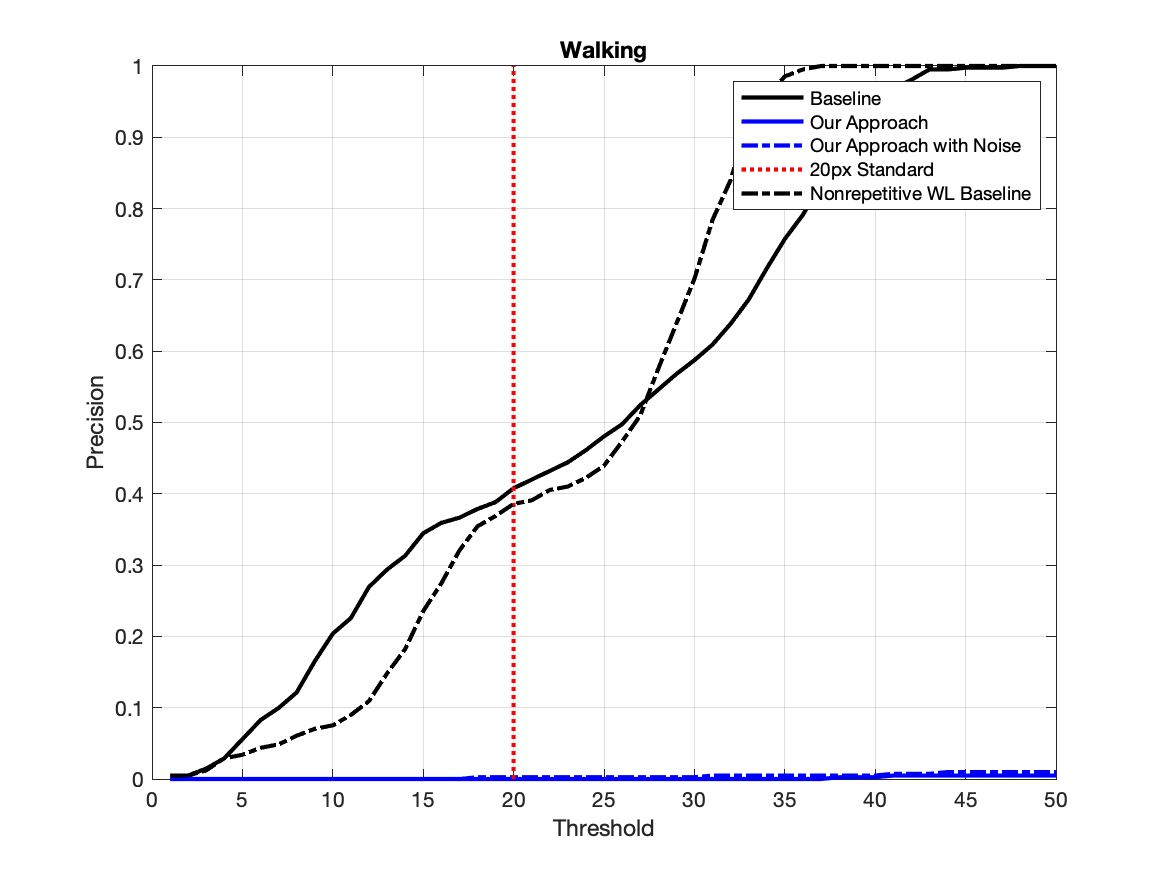 Walking
1
0.9
0.8
0.7
0.6
0.5
0.4
0.3
0.2
0.1
0
Precision
Baseline
Our Approach
Our Approach with Noise
20px Standard
Nonrepetitive WL Baseline
0 5 10 15 20 25 30 35 40 45 50
Threshold